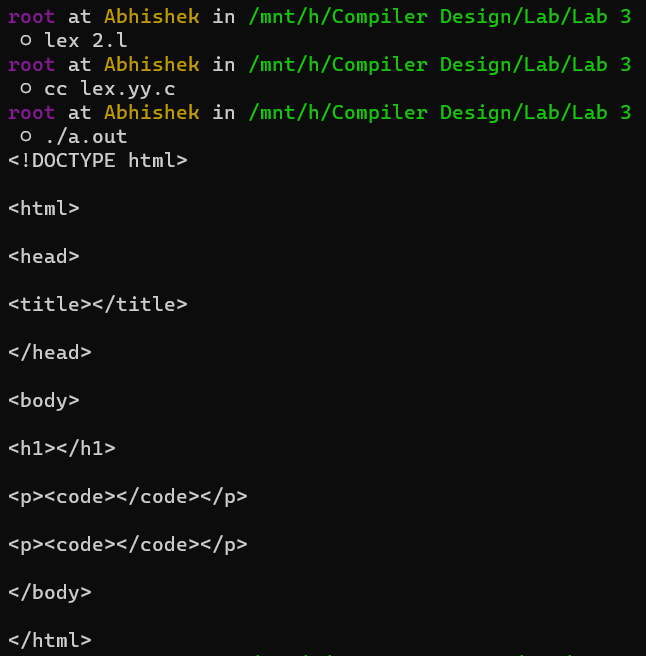 root at Abhishek in /mnt/h/Compiler Design/Lab/Lab 3
○ lex 2.l
root at Abhishek in /mnt/h/Compiler Design/Lab/Lab 3
○ cc lex.yy.c
root at Abhishek in /mnt/h/Compiler Design/Lab/Lab 3
○ ./a.out
<!DOCTYPE html>
<html>
<head>
<title></title>
</head>
<body>
<h1></h1>
<p><code></code></p>
<p><code></code></p>
</body>
</html>